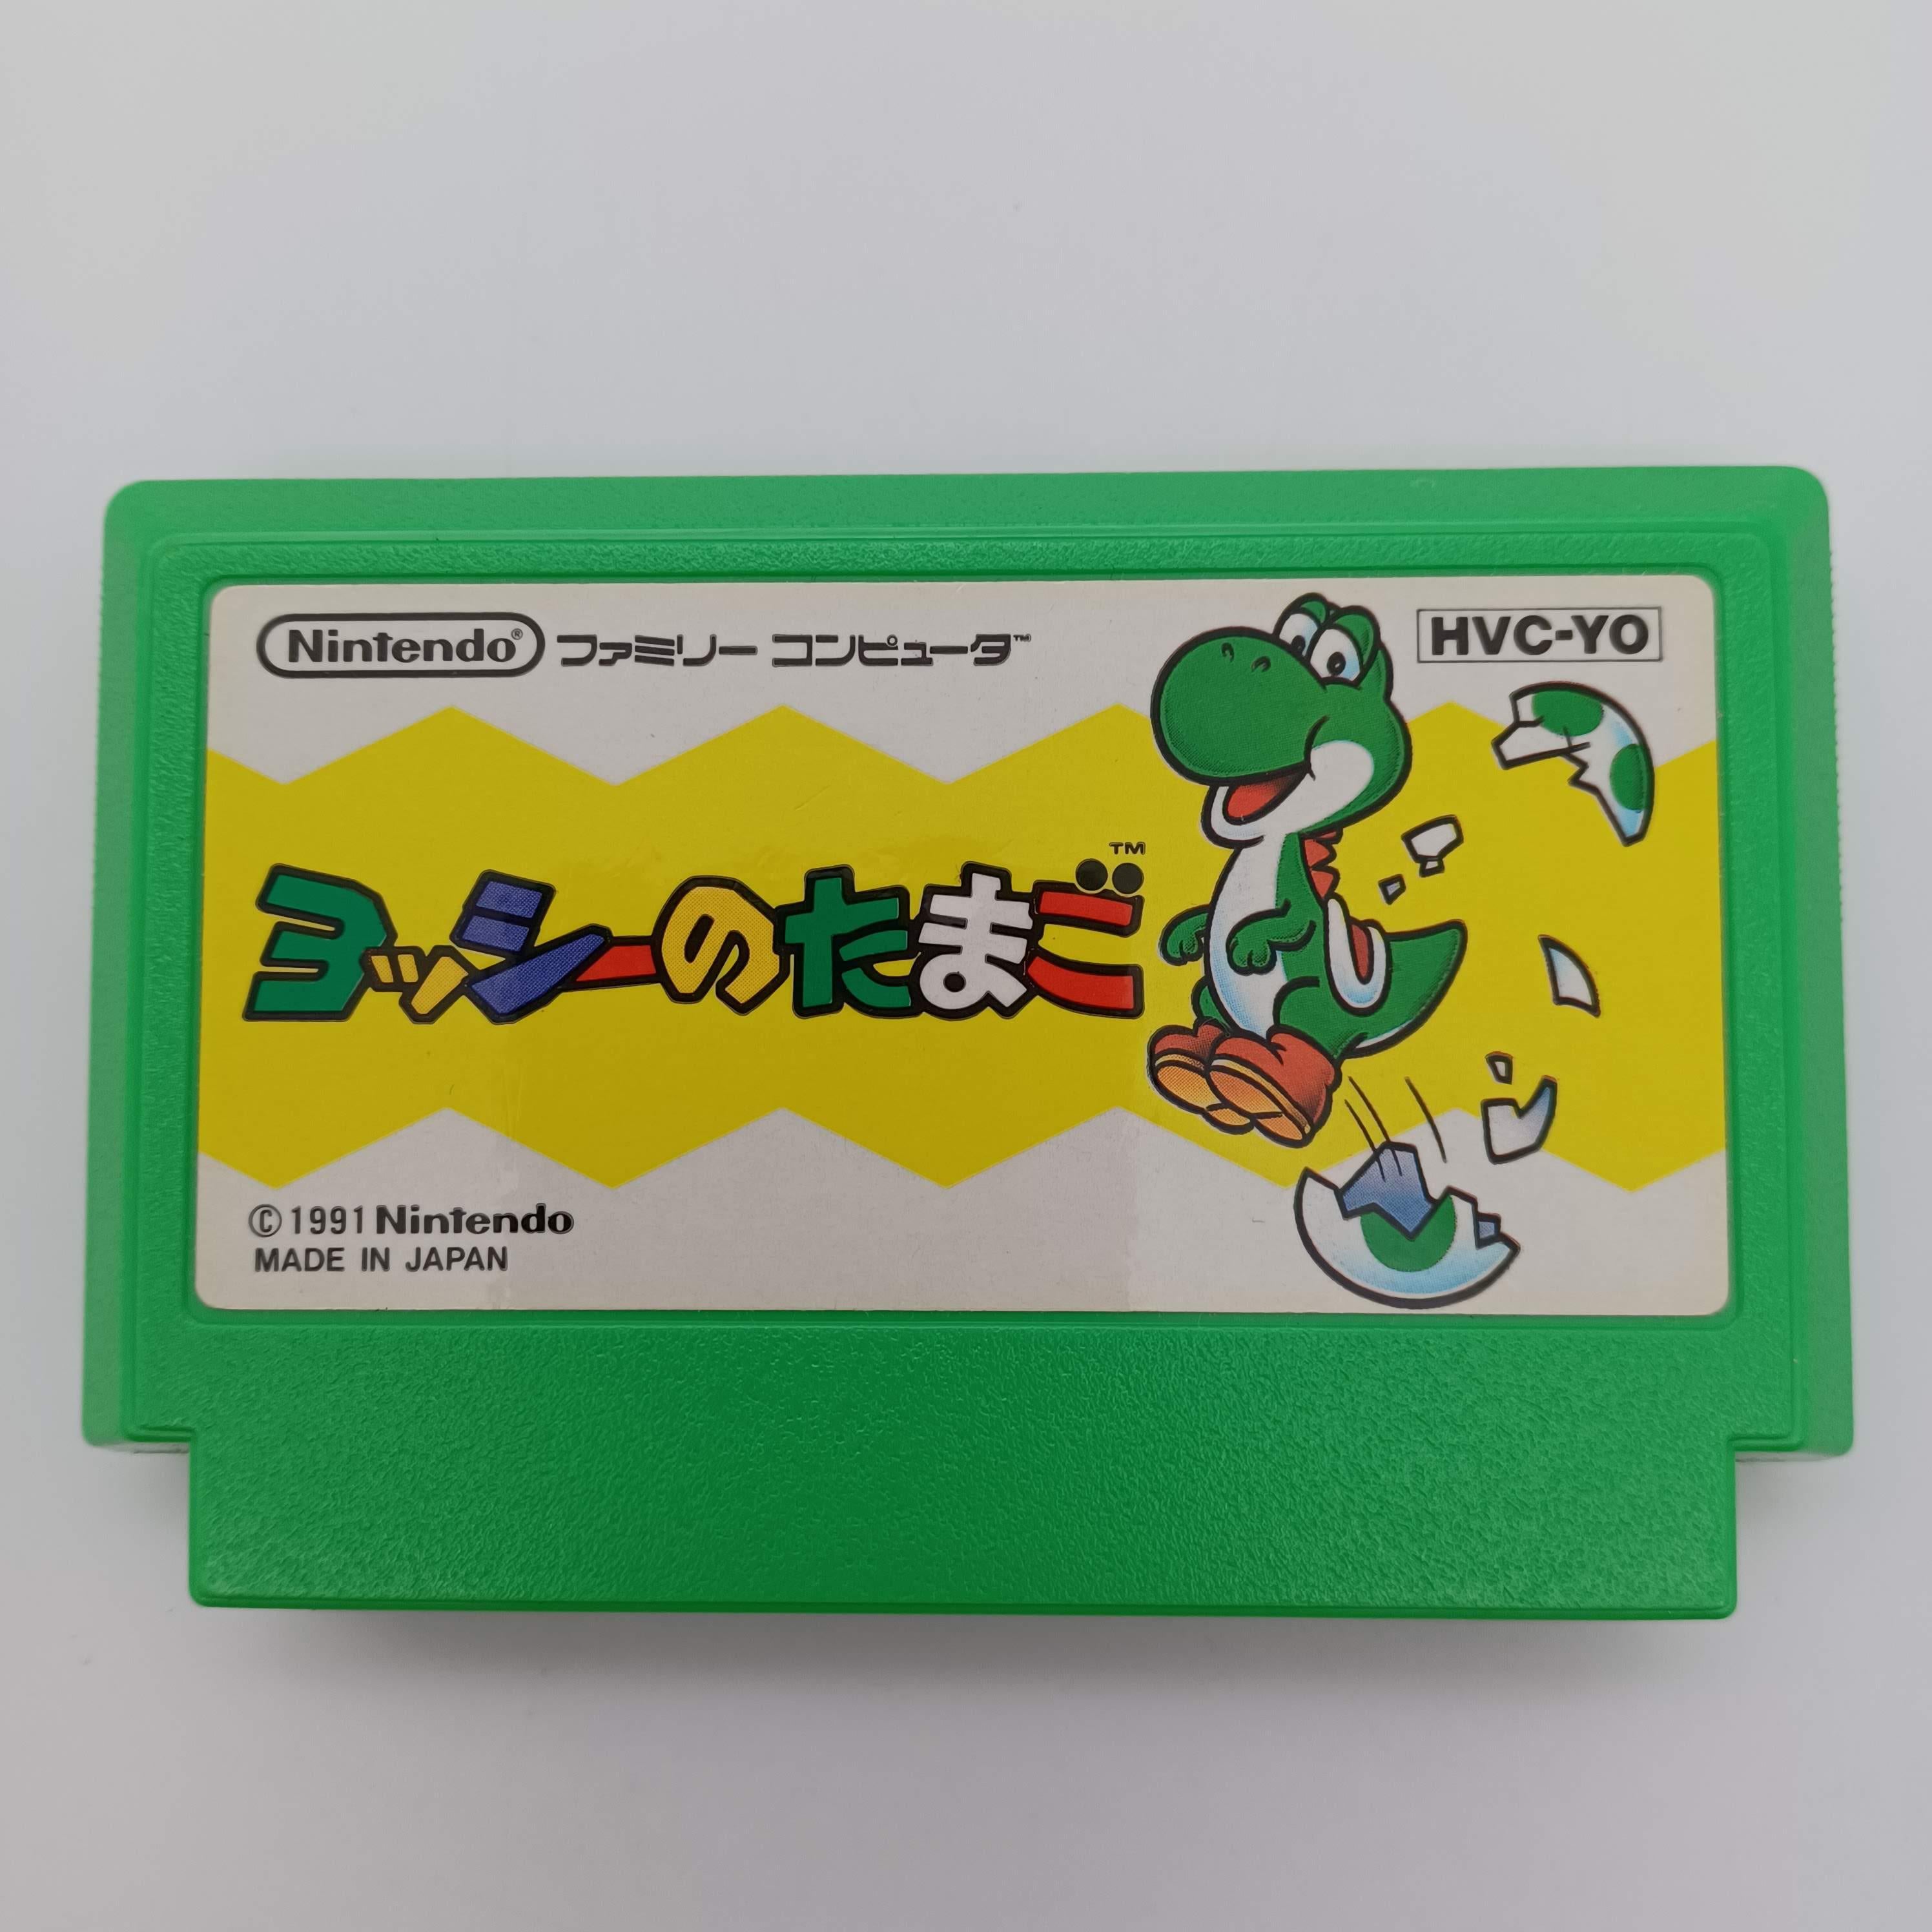 Nintendo® ファミリー コンピュータ™
HVC-YO
ヨッシーのたまご™
©1991 Nintendo
MADE IN JAPAN